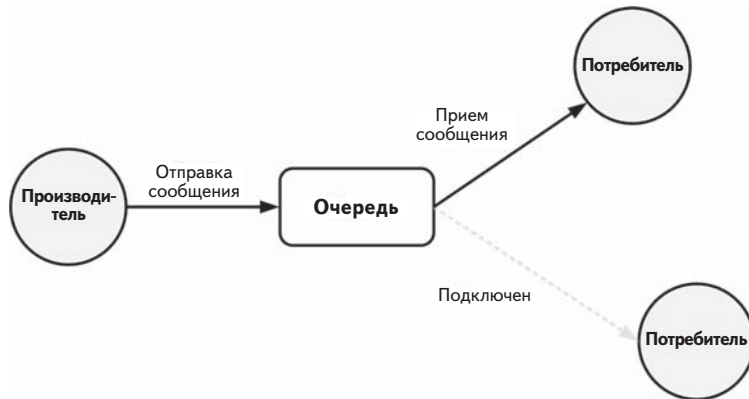 Производи-
тель
Отправка
сообщения
Очередь
Прием
сообщения
Потребитель
Подключен
Потребитель